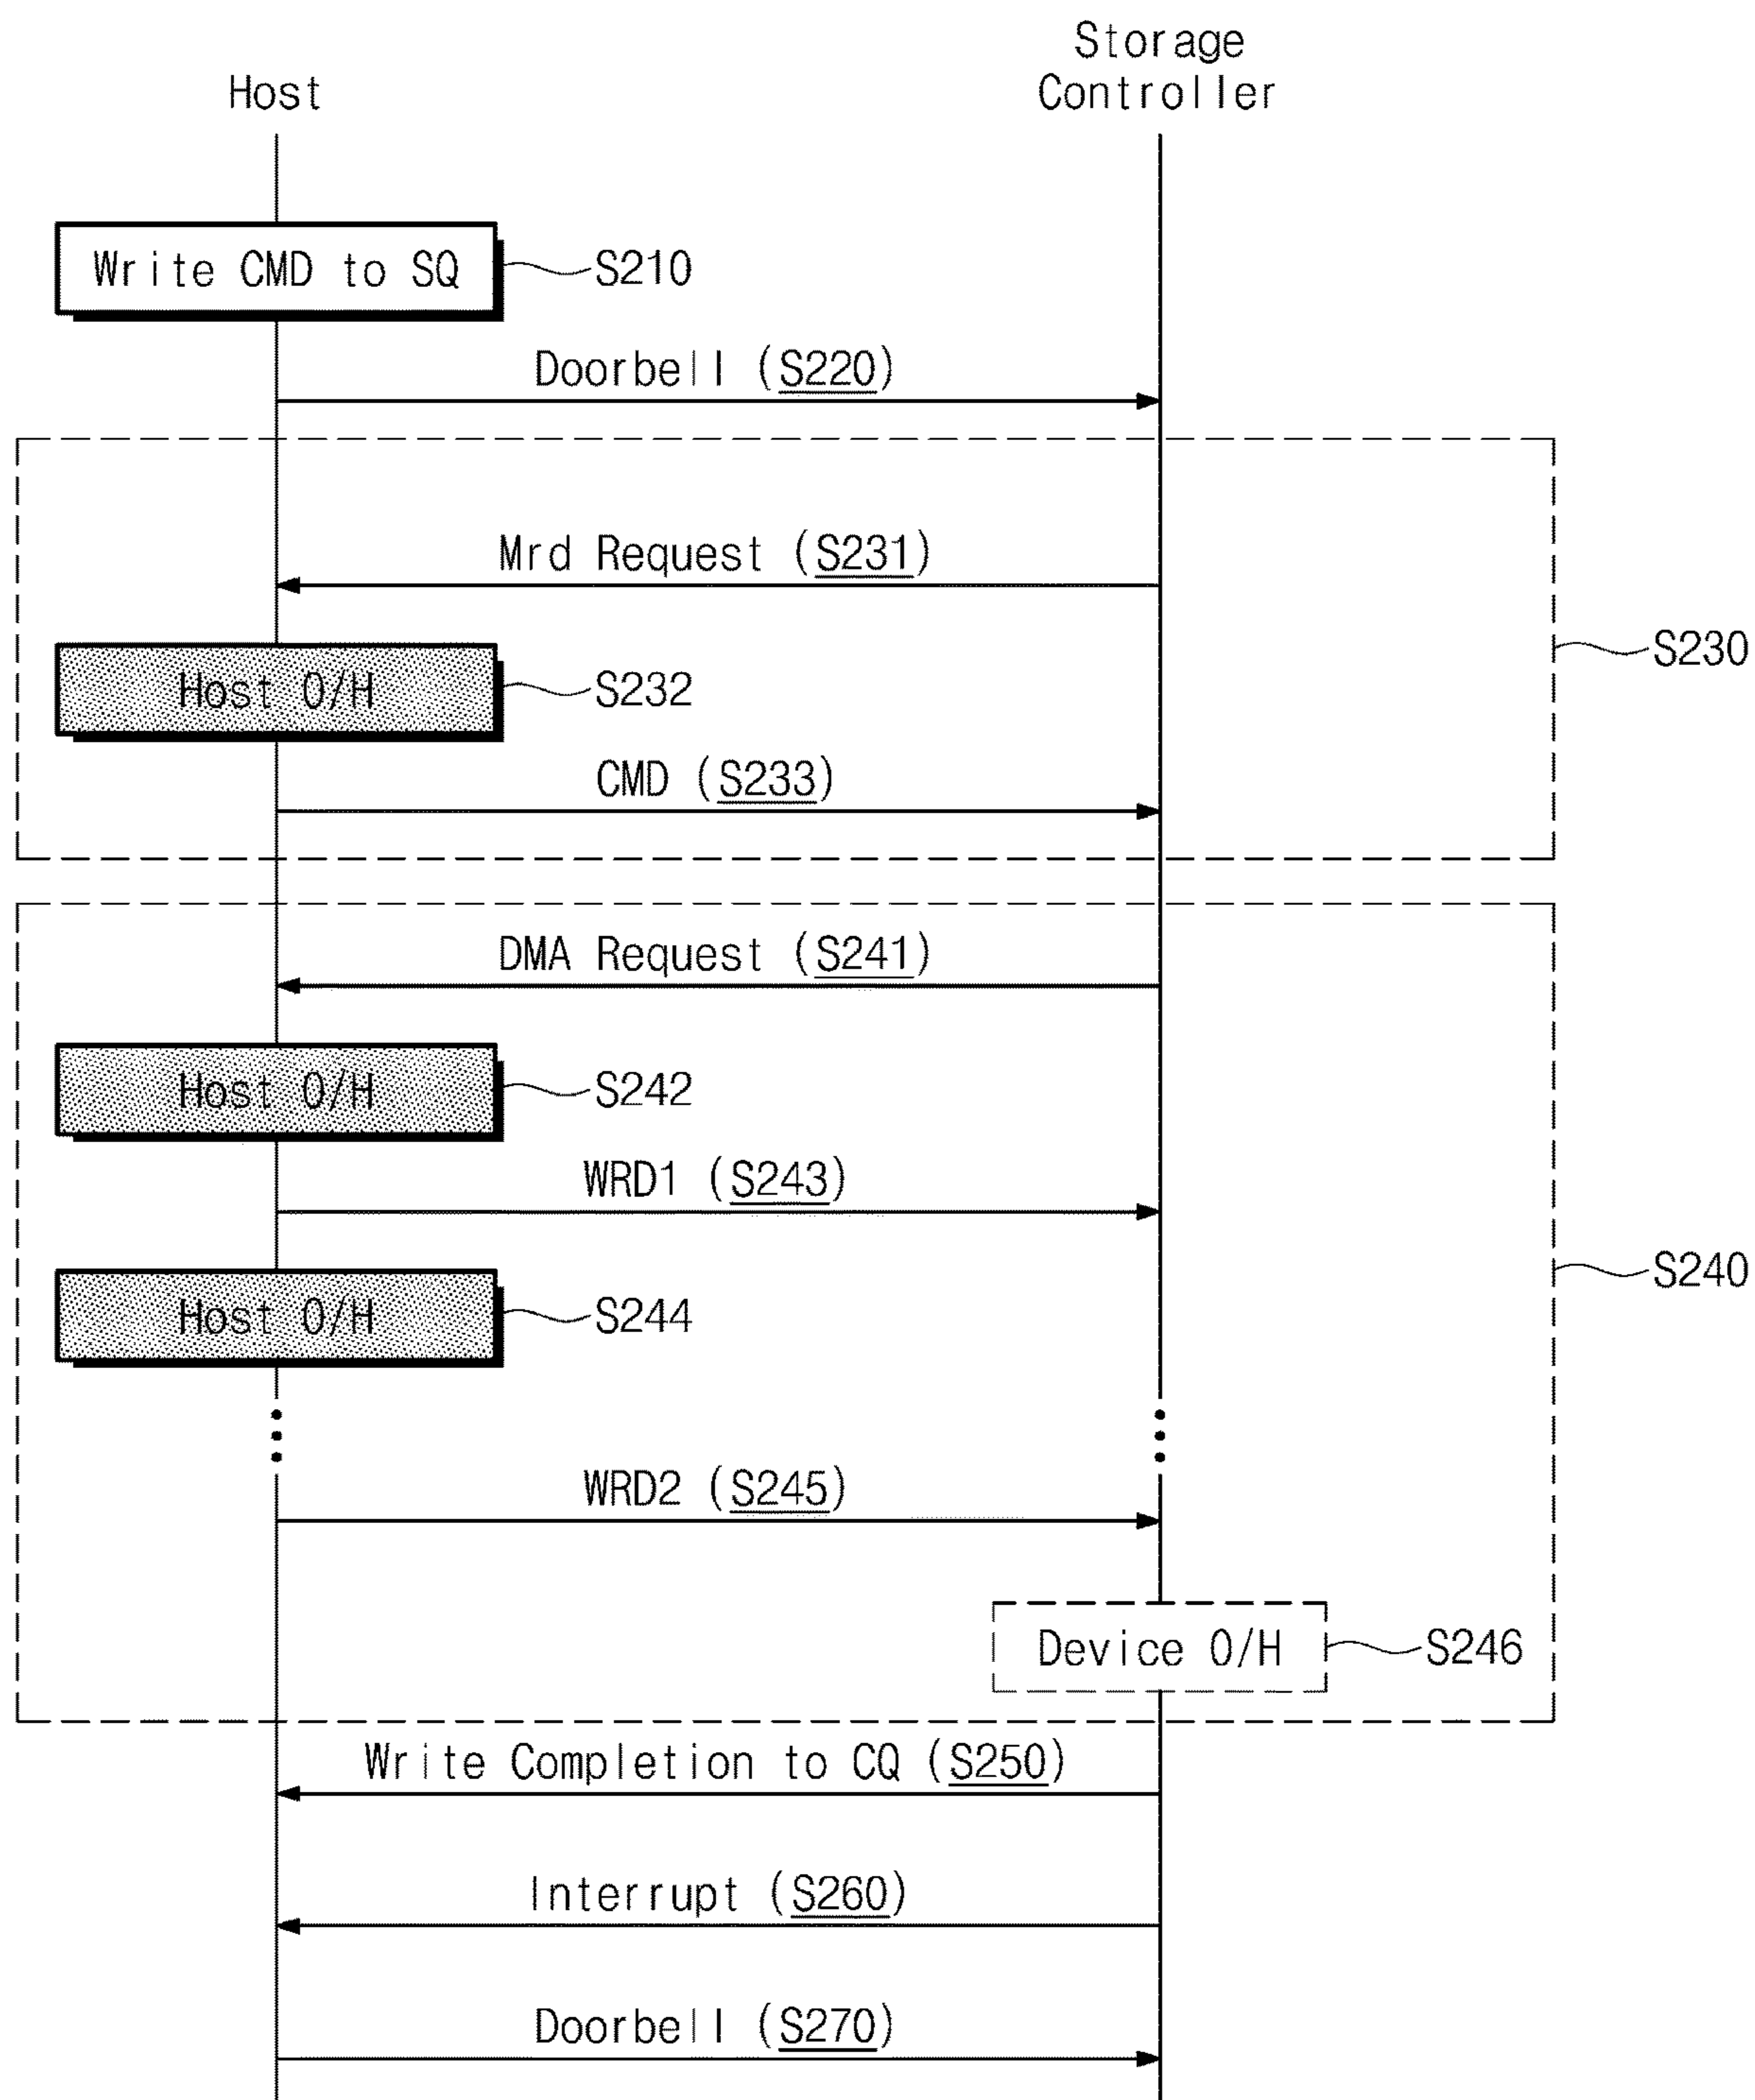 Storage
Host Controller
Write CMD to SQ S210
Doorbell (S220)
Mrd Request (S231)
S230
Host O/H S232
CMD (S233)
DMA Request (S241)
Host O/H S242
WRD1 (S243)
S240
Host O/H S244
WRD2 (S245)
Device O/H S246
Write Completion to CQ (S250)
Interrupt (S260)
Doorbell (S270)